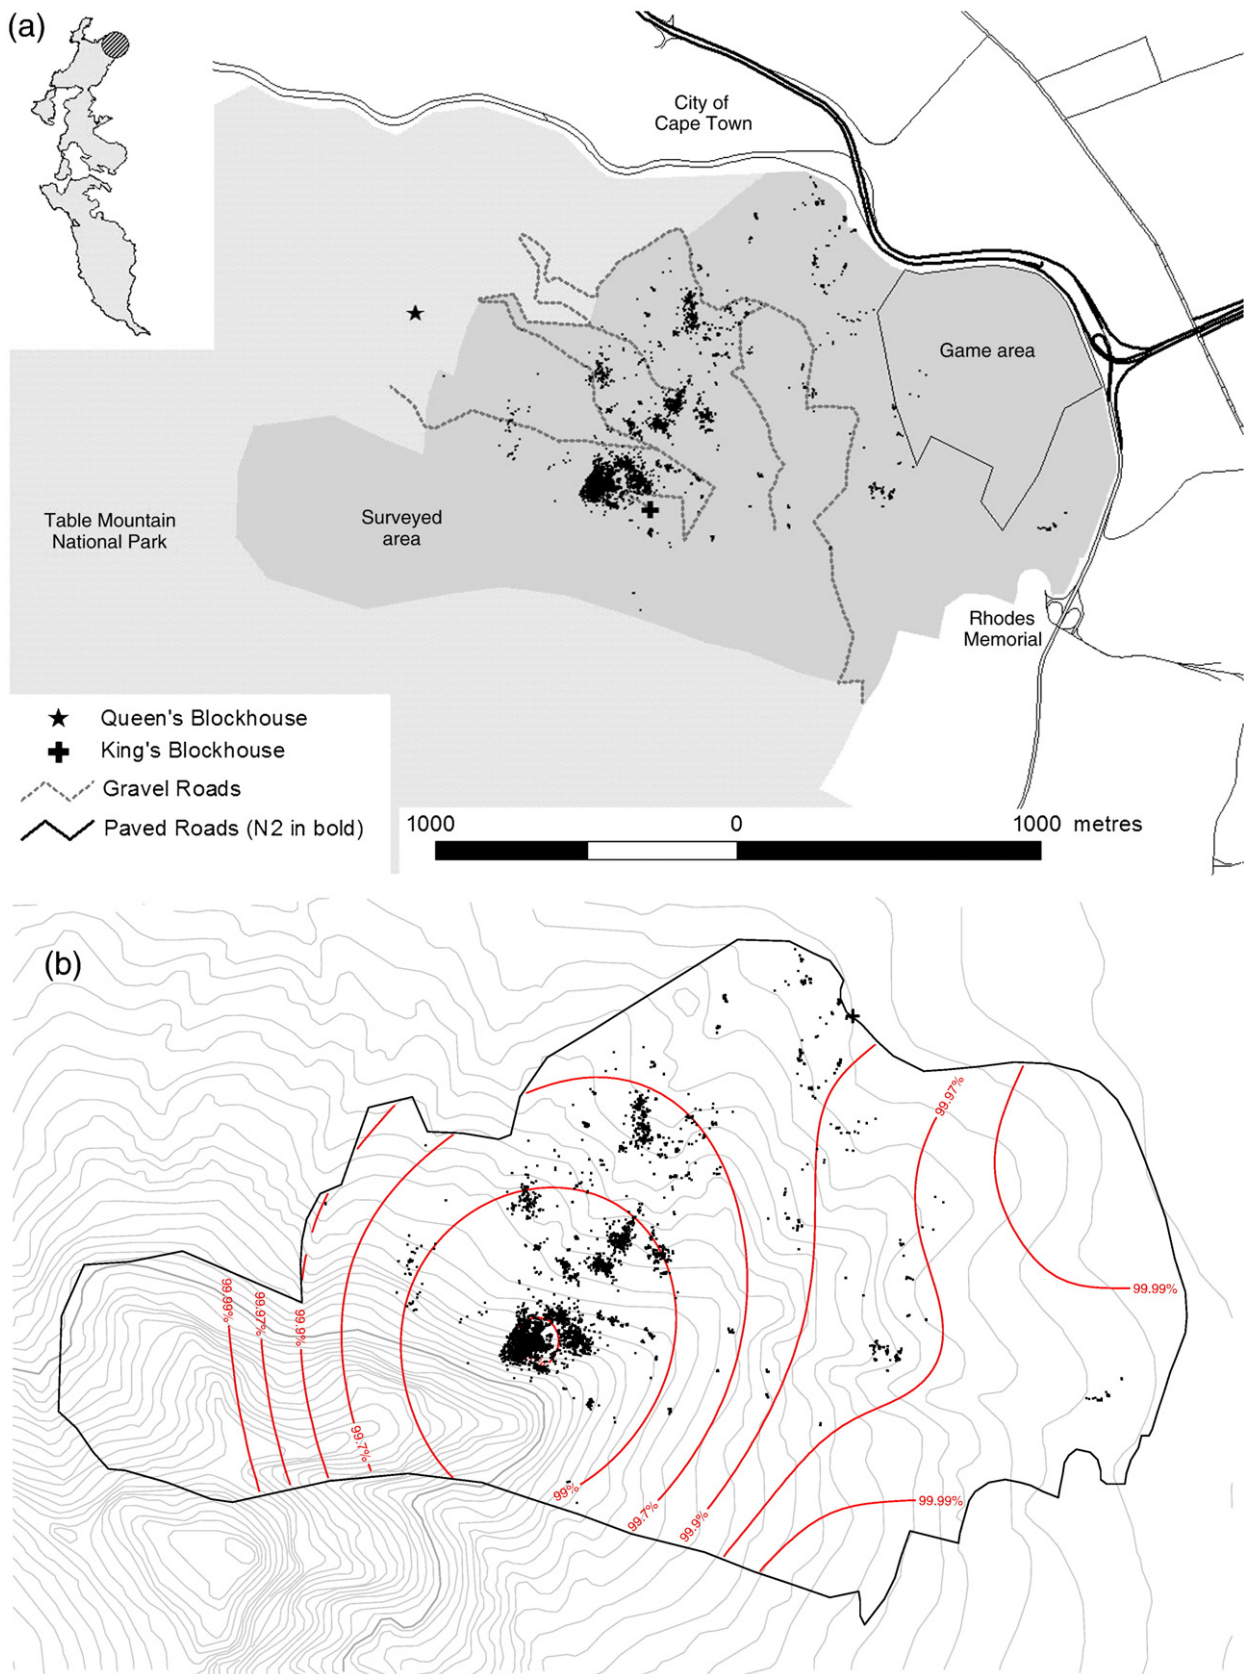 (a)
City of
Cape Town
Game area
Table Mountain
National Park
Surveyed
area
Rhodes
Memorial
Queen's Blockhouse
King's Blockhouse
Gravel Roads
Paved Roads (N2 in bold)
1000 0 1000 metres
(b)
99.97%
99.99%
99.99%
99.97%
99.9%
99.7%
99%
99.7%
99.9%
99.99%